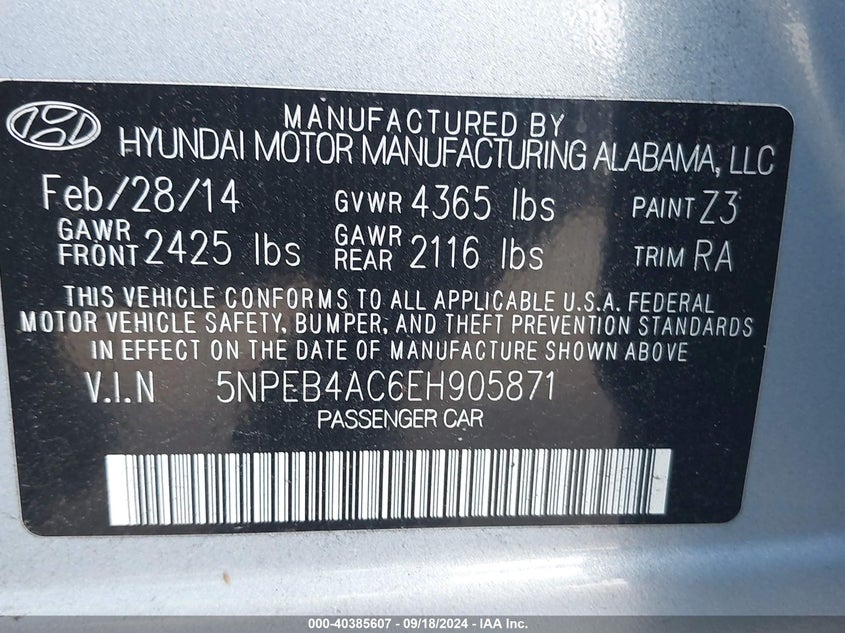 MANUFACTURED BY
HYUNDAI MOTOR MANUFACTURING ALABAMA, LLC
Feb/28/14 GVWR 4365 lbs PAINT Z3
GAWR FRONT 2425 lbs GAWR REAR 2116 lbs TRIM RA
THIS VEHICLE CONFORMS TO ALL APPLICABLE U.S.A. FEDERAL
MOTOR VEHICLE SAFETY, BUMPER, AND THEFT PREVENTION STANDARDS
IN EFFECT ON THE DATE OF MANUFACTURE SHOWN ABOVE.
V.I.N 5NPEB4AC6EH905871
PASSENGER CAR
000-40385607 - 09/18/2024 - IAA Inc.